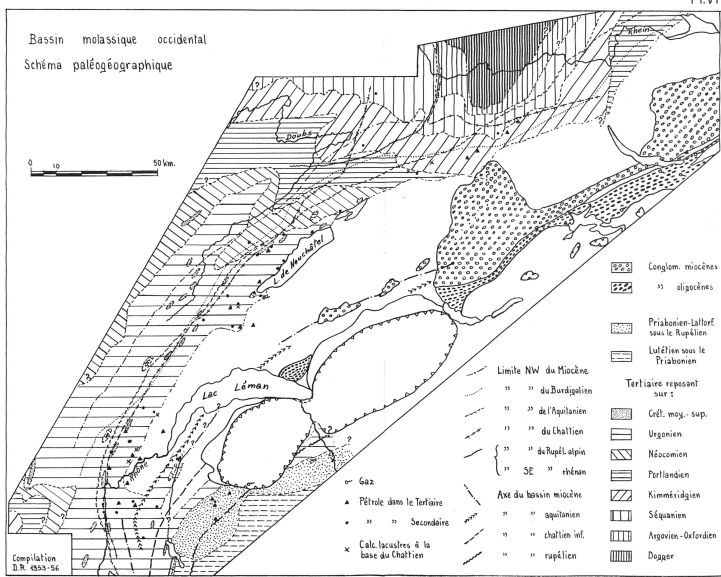 Pl.VI
Bassin molassique occidental
Schéma paléogéographique
0 10 50 km.
Rhein
Doubs
L. de Neuchâtel
Lac Léman
Rhône
Conglom. miocènes
" oligocènes
Priabonien-Lattorf. sous le Rupélien
Lutétien sous le Priabonien
Tertiaire reposant sur :
Crét. moy.-sup.
Urgonien
Néocomien
Portlandien
Kimméridgien
Séquanien
Argovien-Oxfordien
Dogger
Limite NW du Miocène
" " du Burdigalien
" " de l'Aquitanien
" " du Chattien
" " du Rupél. alpin
" SE " rhénan
Axe du bassin miocène
" " aquitanien
" " chattien inf.
" " rupélien
Gaz
Pétrole dans le Tertiaire
" " Secondaire
Calc. lacustres à la base du Chattien
Compilation
D.R. 1953-56